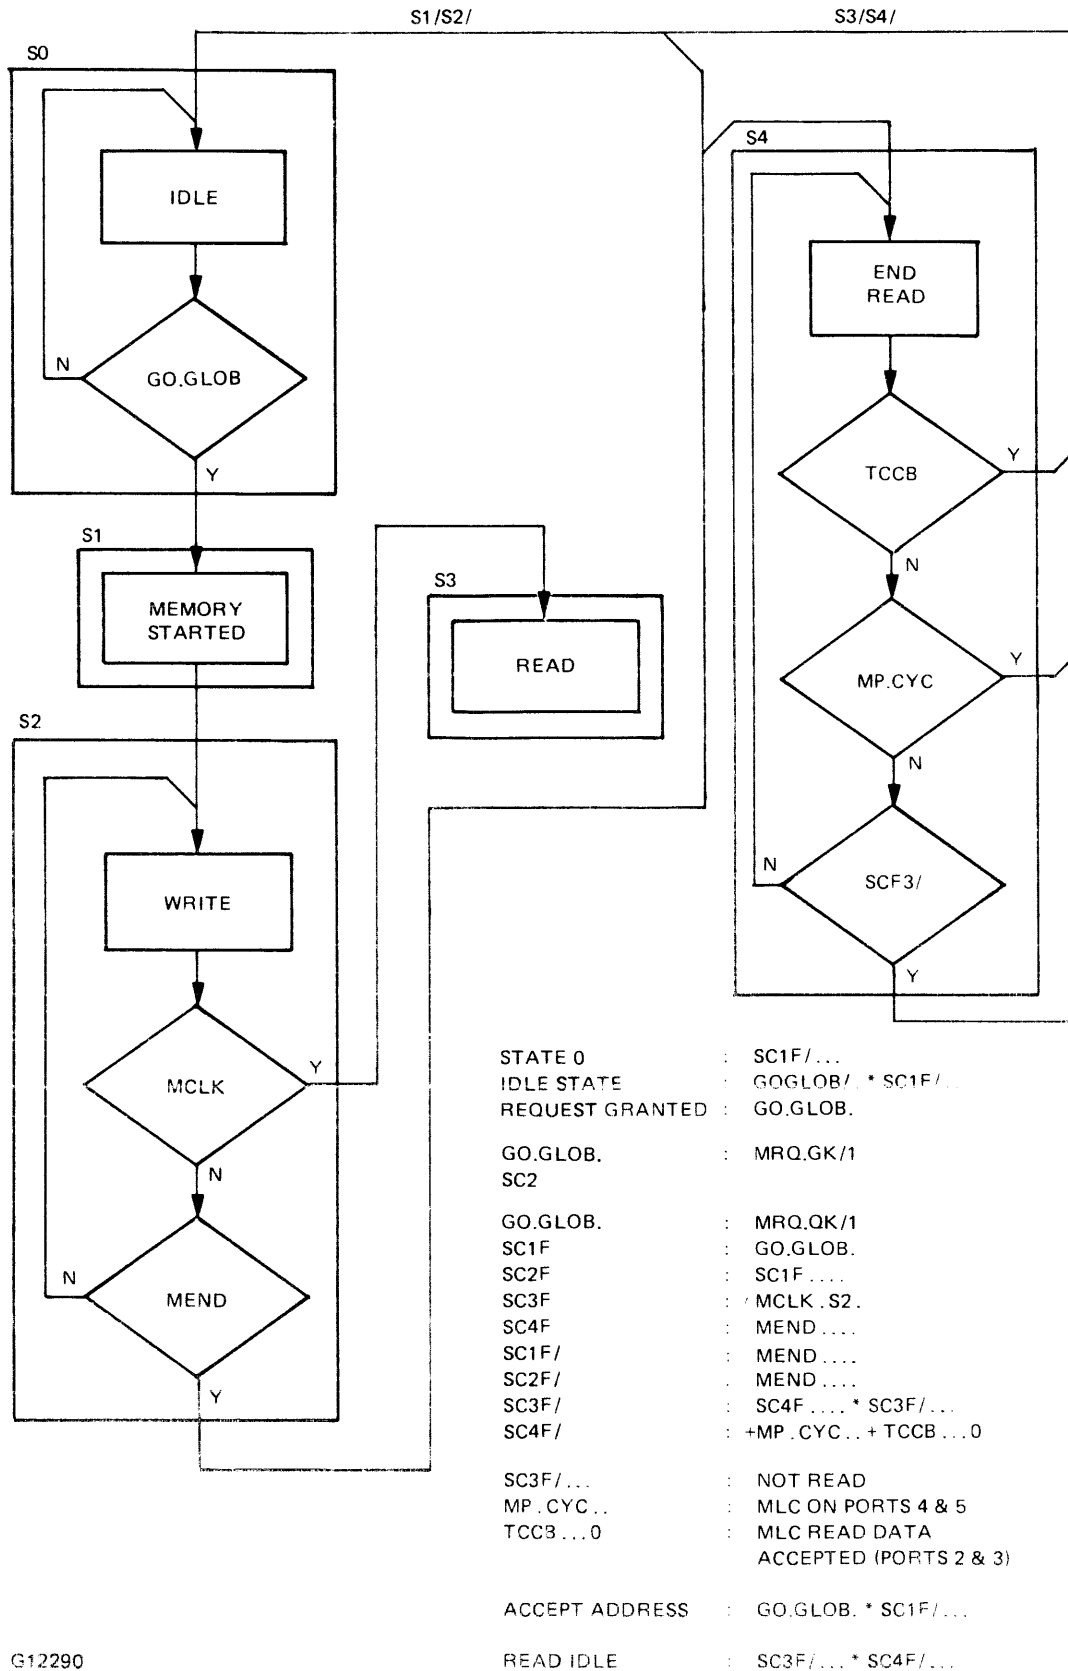 S1/S2/
S3/S4/
S0
IDLE
GO.GLOB
N
Y
S1
MEMORY
STARTED
S2
WRITE
MCLK
Y
N
MEND
N
Y
S3
READ
S4
END
READ
TCCB
Y
N
MP.CYC
Y
N
SCF3/
N
Y
STATE 0 : SC1F/...
IDLE STATE : GOGLOB/. * SC1F/...
REQUEST GRANTED : GO.GLOB.
GO.GLOB. : MRQ.GK/1
SC2
GO.GLOB. : MRQ.QK/1
SC1F : GO.GLOB.
SC2F : SC1F ....
SC3F : / MCLK . S2 .
SC4F : MEND ....
SC1F/ : MEND ....
SC2F/ . MEND ....
SC3F/ : SC4F .... * SC3F/...
SC4F/ : +MP.CYC.. + TCCB...0
SC3F/... : NOT READ
MP.CYC.. : MLC ON PORTS 4 & 5
TCCB...0 : MLC READ DATA
ACCEPTED (PORTS 2 & 3)
ACCEPT ADDRESS : GO.GLOB. * SC1F/...
G12290
READ IDLE : SC3F/... * SC4F/...